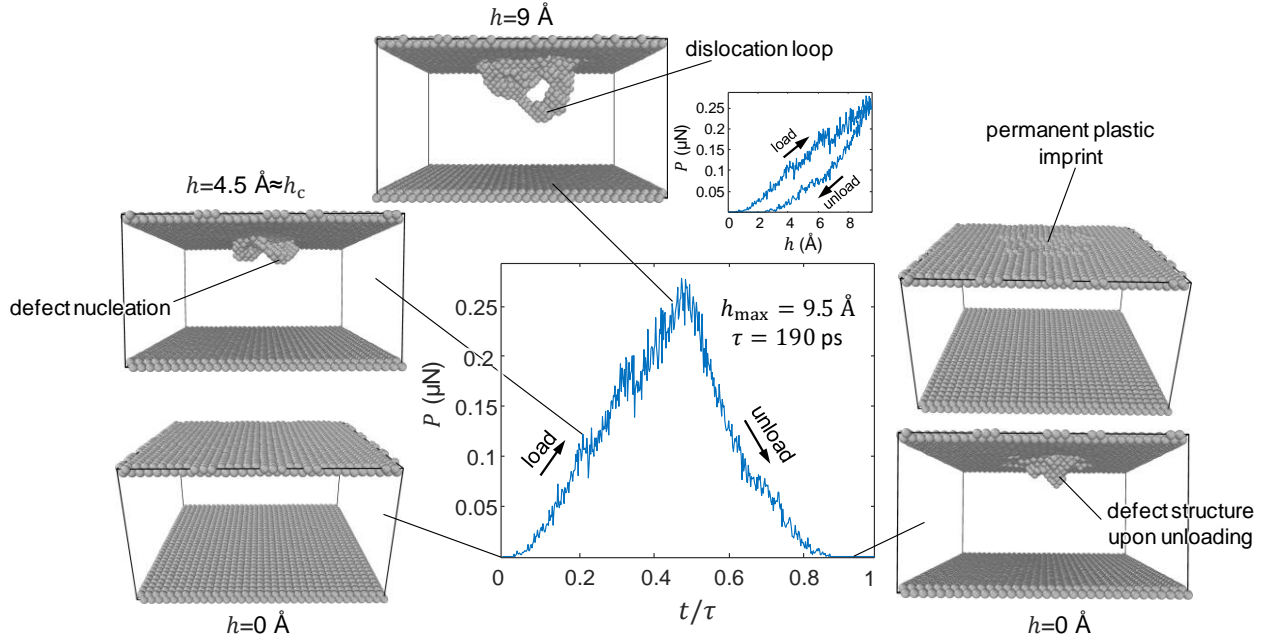 h=9 Å
dislocation loop
0.25
0.2
0.15
0.1
0.05
P (μN)
load
unload
0 2 4 6 8
h (Å)
permanent plastic
imprint
h=4.5 Å≈h_c
defect nucleation
0.25
0.2
0.15
0.1
0.05
P (μN)
h_max = 9.5 Å
τ = 190 ps
load
unload
0 0.2 0.4 0.6 0.8 1
t/τ
defect structure
upon unloading
h=0 Å
h=0 Å